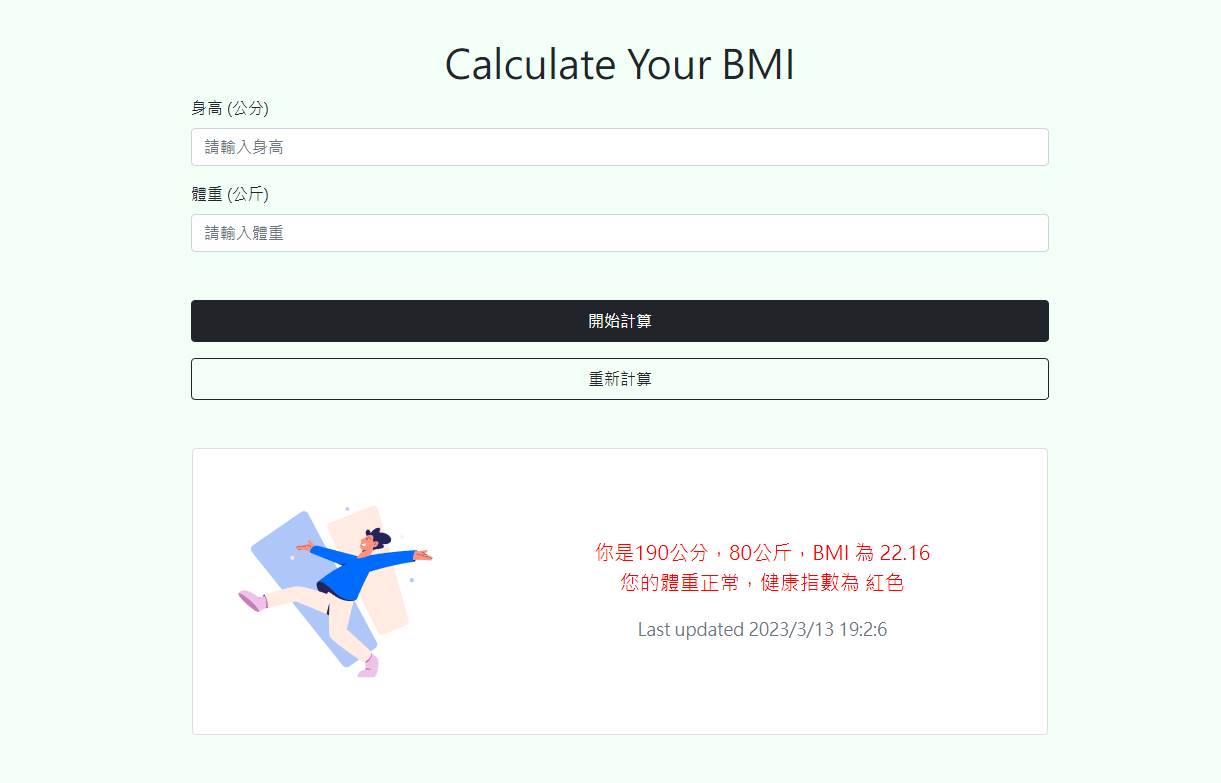 Calculate Your BMI
身高 (公分)
請輸入身高
體重 (公斤)
請輸入體重
開始計算
重新計算
你是190公分，80公斤，BMI 為 22.16
您的體重正常，健康指數為 紅色
Last updated 2023/3/13 19:2:6